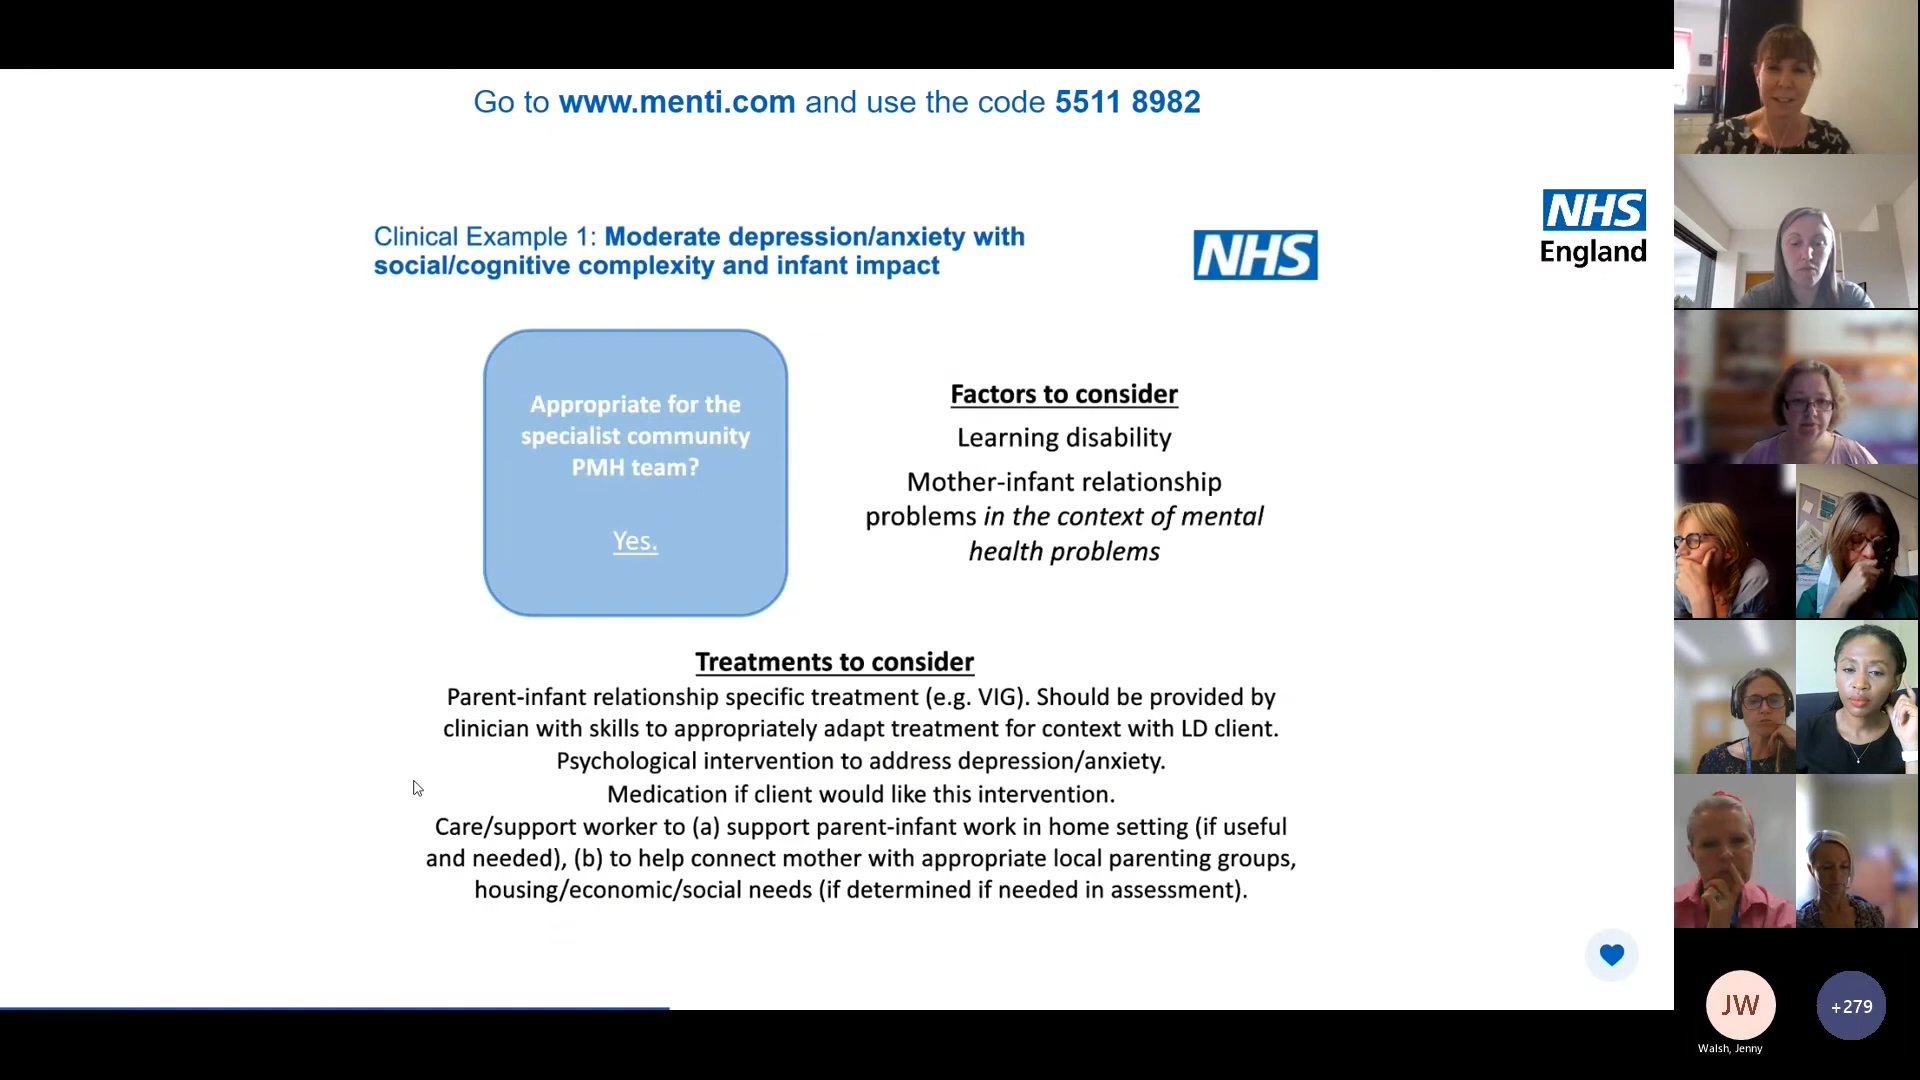 Go to www.menti.com and use the code 5511 8982
Clinical Example 1: Moderate depression/anxiety with
social/cognitive complexity and infant impact
NHS
NHS
England
Appropriate for the
specialist community
PMH team?
Yes.
Factors to consider
Learning disability
Mother-infant relationship
problems in the context of mental
health problems
Treatments to consider
Parent-infant relationship specific treatment (e.g. VIG). Should be provided by
clinician with skills to appropriately adapt treatment for context with LD client.
Psychological intervention to address depression/anxiety.
Medication if client would like this intervention.
Care/support worker to (a) support parent-infant work in home setting (if useful
and needed), (b) to help connect mother with appropriate local parenting groups,
housing/economic/social needs (if determined if needed in assessment).
JW
Walsh, Jenny
+279